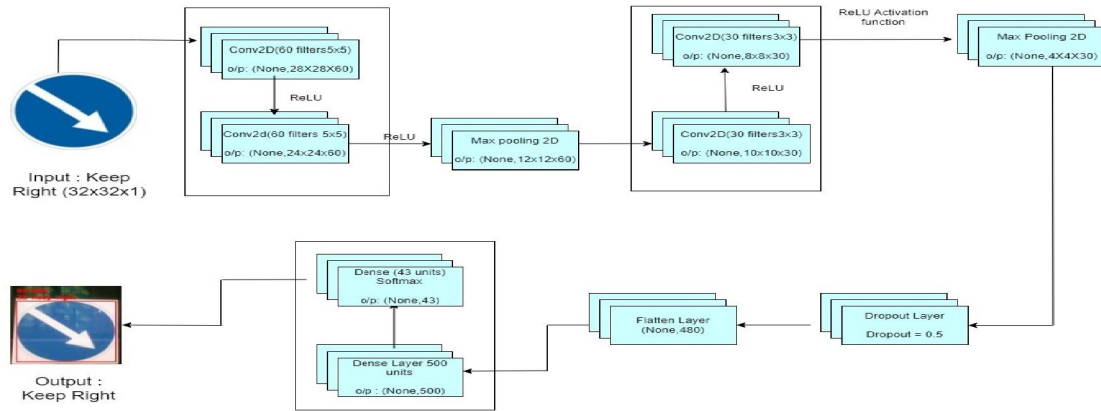 Conv2D(60 filters5x5)
o/p: (None,28X28X60)
ReLU
Conv2d(60 filters 5x5)
o/p: (None,24x24x60)
Input : Keep
Right (32x32x1)
ReLU
Max pooling 2D
o/p: (None,12x12x60)
Conv2D(30 filters3x3)
o/p: (None,8x8x30)
ReLU
Conv2D(30 filters3x3)
o/p: (None,10x10x30)
ReLU Activation
function
Max Pooling 2D
o/p: (None,4X4X30)
Dropout Layer
Dropout = 0.5
Flatten Layer
(None,480)
Dense (43 units)
Softmax
o/p: (None,43)
Dense Layer 500
units
o/p : (None,500)
Output :
Keep Right